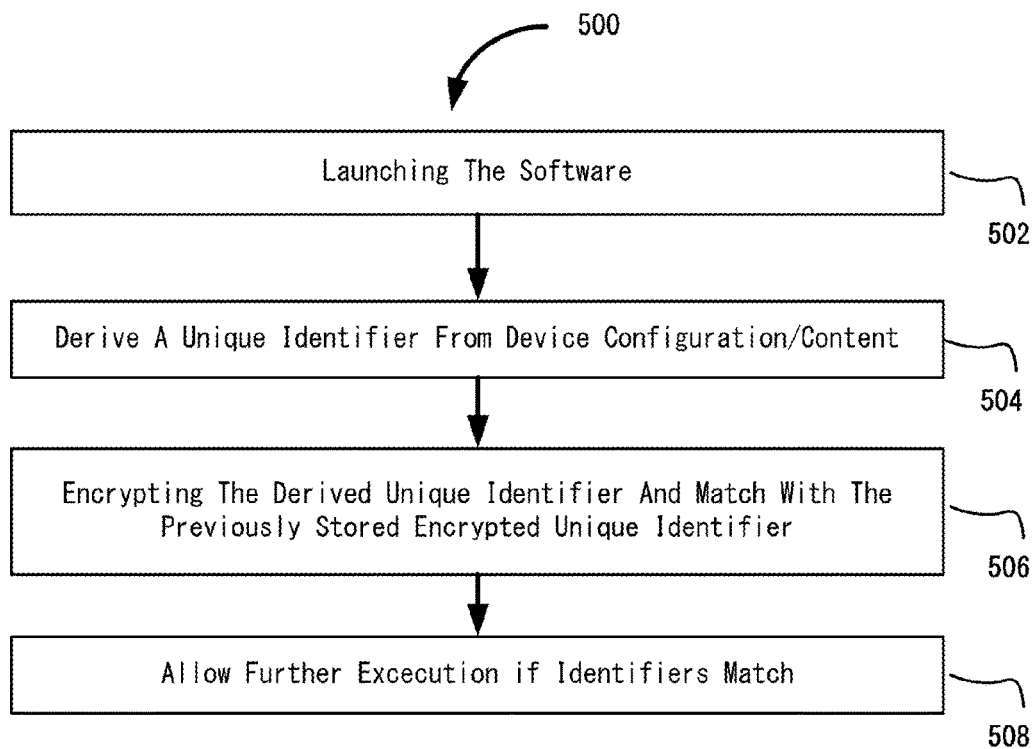 500
Launching The Software
502
Derive A Unique Identifier From Device Configuration/Content
504
Encrypting The Derived Unique Identifier And Match With The
Previously Stored Encrypted Unique Identifier
506
Allow Further Excecution if Identifiers Match
508